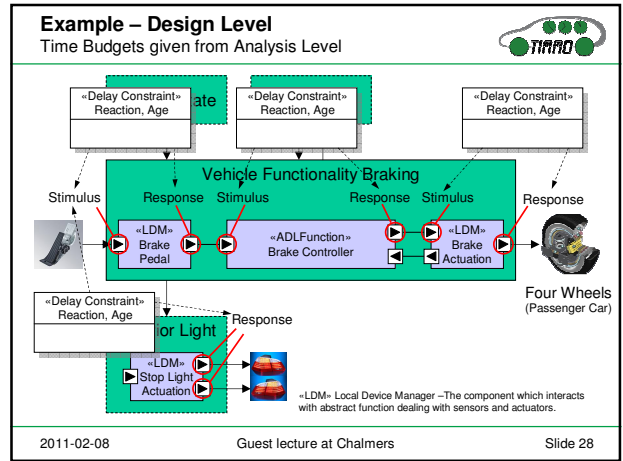 Example – Design Level
Time Budgets given from Analysis Level
TIMMO
«Delay Constraint»
Reaction, Age
ate
«Delay Constraint»
Reaction, Age
«Delay Constraint»
Reaction, Age
Vehicle Functionality Braking
Stimulus
Response
Stimulus
Response
Stimulus
Response
«LDM»
Brake
Pedal
«ADLFunction»
Brake Controller
«LDM»
Brake
Actuation
Four Wheels
(Passenger Car)
«Delay Constraint»
Reaction, Age
Response
ior Light
«LDM»
Stop Light
Actuation
«LDM» Local Device Manager –The component which interacts
with abstract function dealing with sensors and actuators.
2011-02-08
Guest lecture at Chalmers
Slide 28